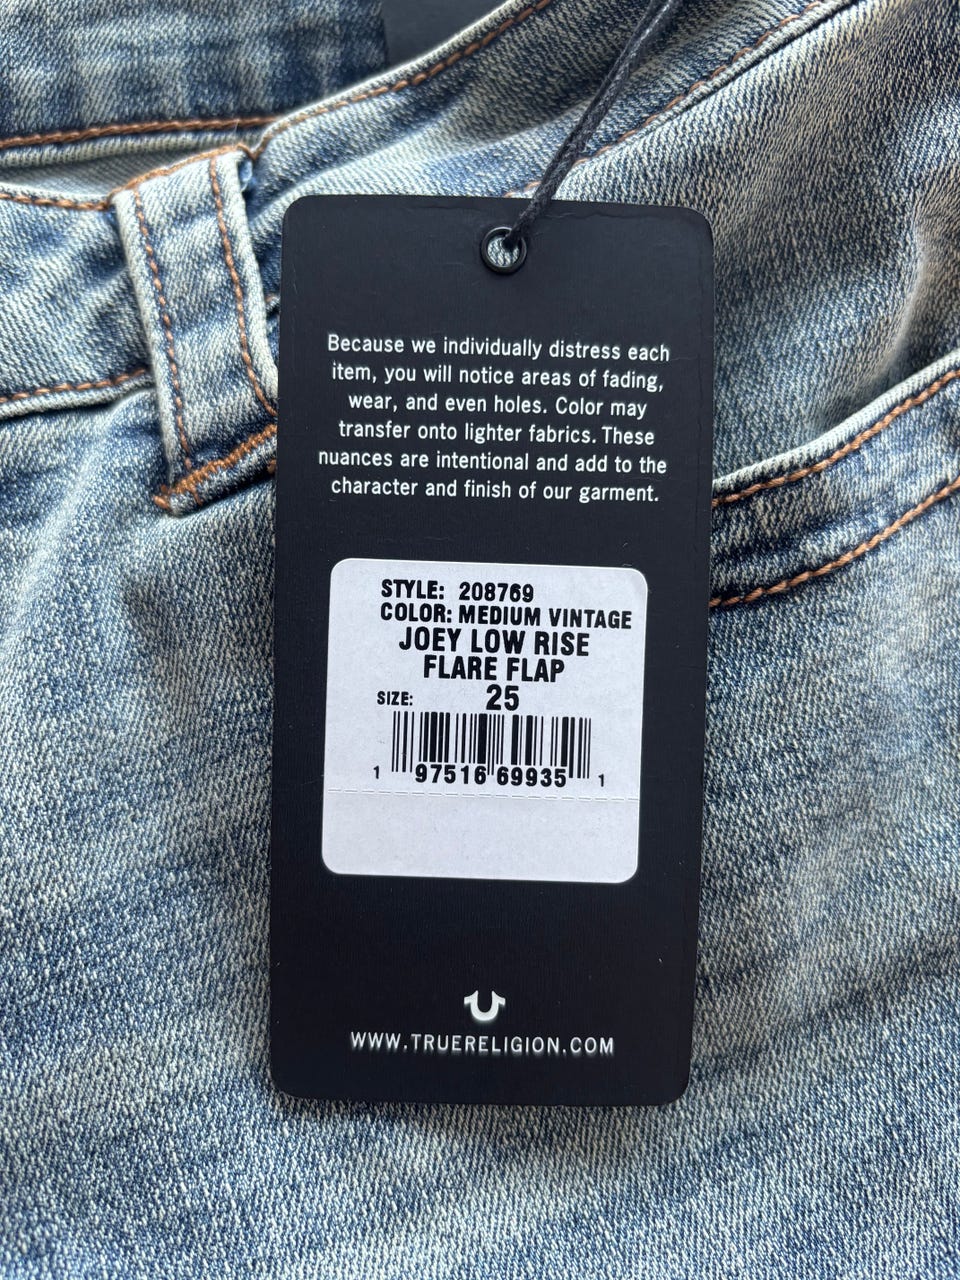 Because we individually distress each
item, you will notice areas of fading,
wear, and even holes. Color may
transfer onto lighter fabrics. These
nuances are intentional and add to the
character and finish of our garment.
STYLE: 208769
COLOR: MEDIUM VINTAGE
JOEY LOW RISE
FLARE FLAP
SIZE: 25
1 97516 69935 1
WWW.TRUERELIGION.COM